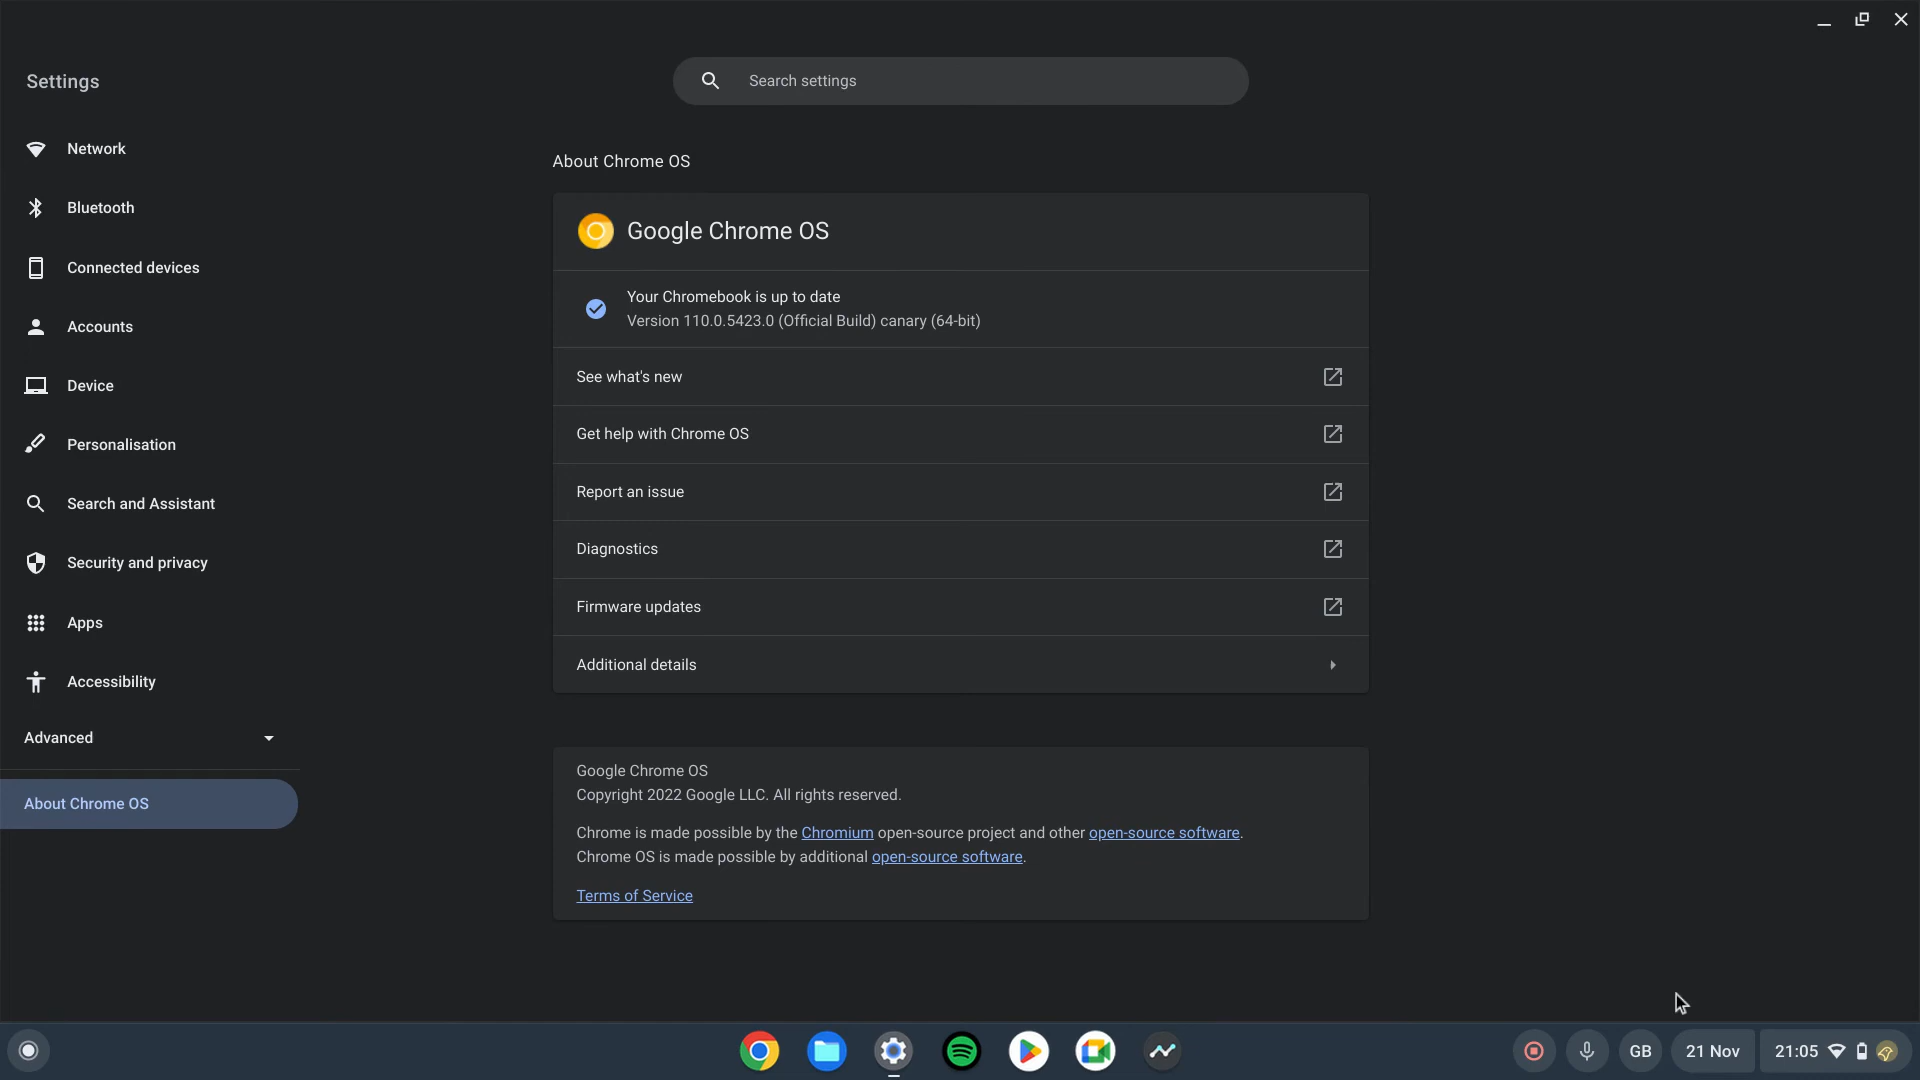 Settings
Search settings
Network
Bluetooth
Connected devices
Accounts
Device
Personalisation
Search and Assistant
Security and privacy
Apps
Accessibility
Advanced
About Chrome OS
About Chrome OS
Google Chrome OS
Your Chromebook is up to date
Version 110.0.5423.0 (Official Build) canary (64-bit)
See what's new
Get help with Chrome OS
Report an issue
Diagnostics
Firmware updates
Additional details
Google Chrome OS
Copyright 2022 Google LLC. All rights reserved.
Chrome is made possible by the Chromium open-source project and other open-source software.
Chrome OS is made possible by additional open-source software.
Terms of Service
GB
21 Nov
21:05